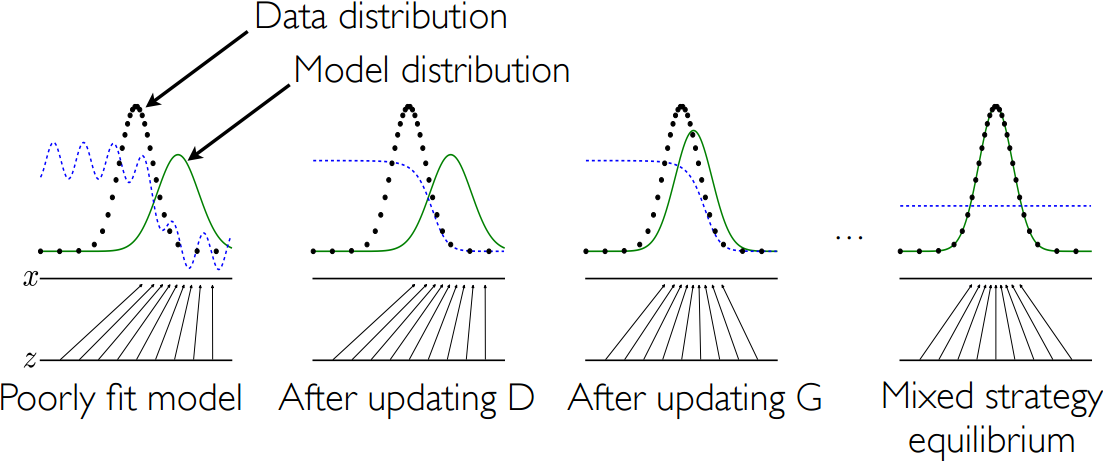 Data distribution
Model distribution
...
x
z
Poorly fit model
After updating D
After updating G
Mixed strategy
equilibrium